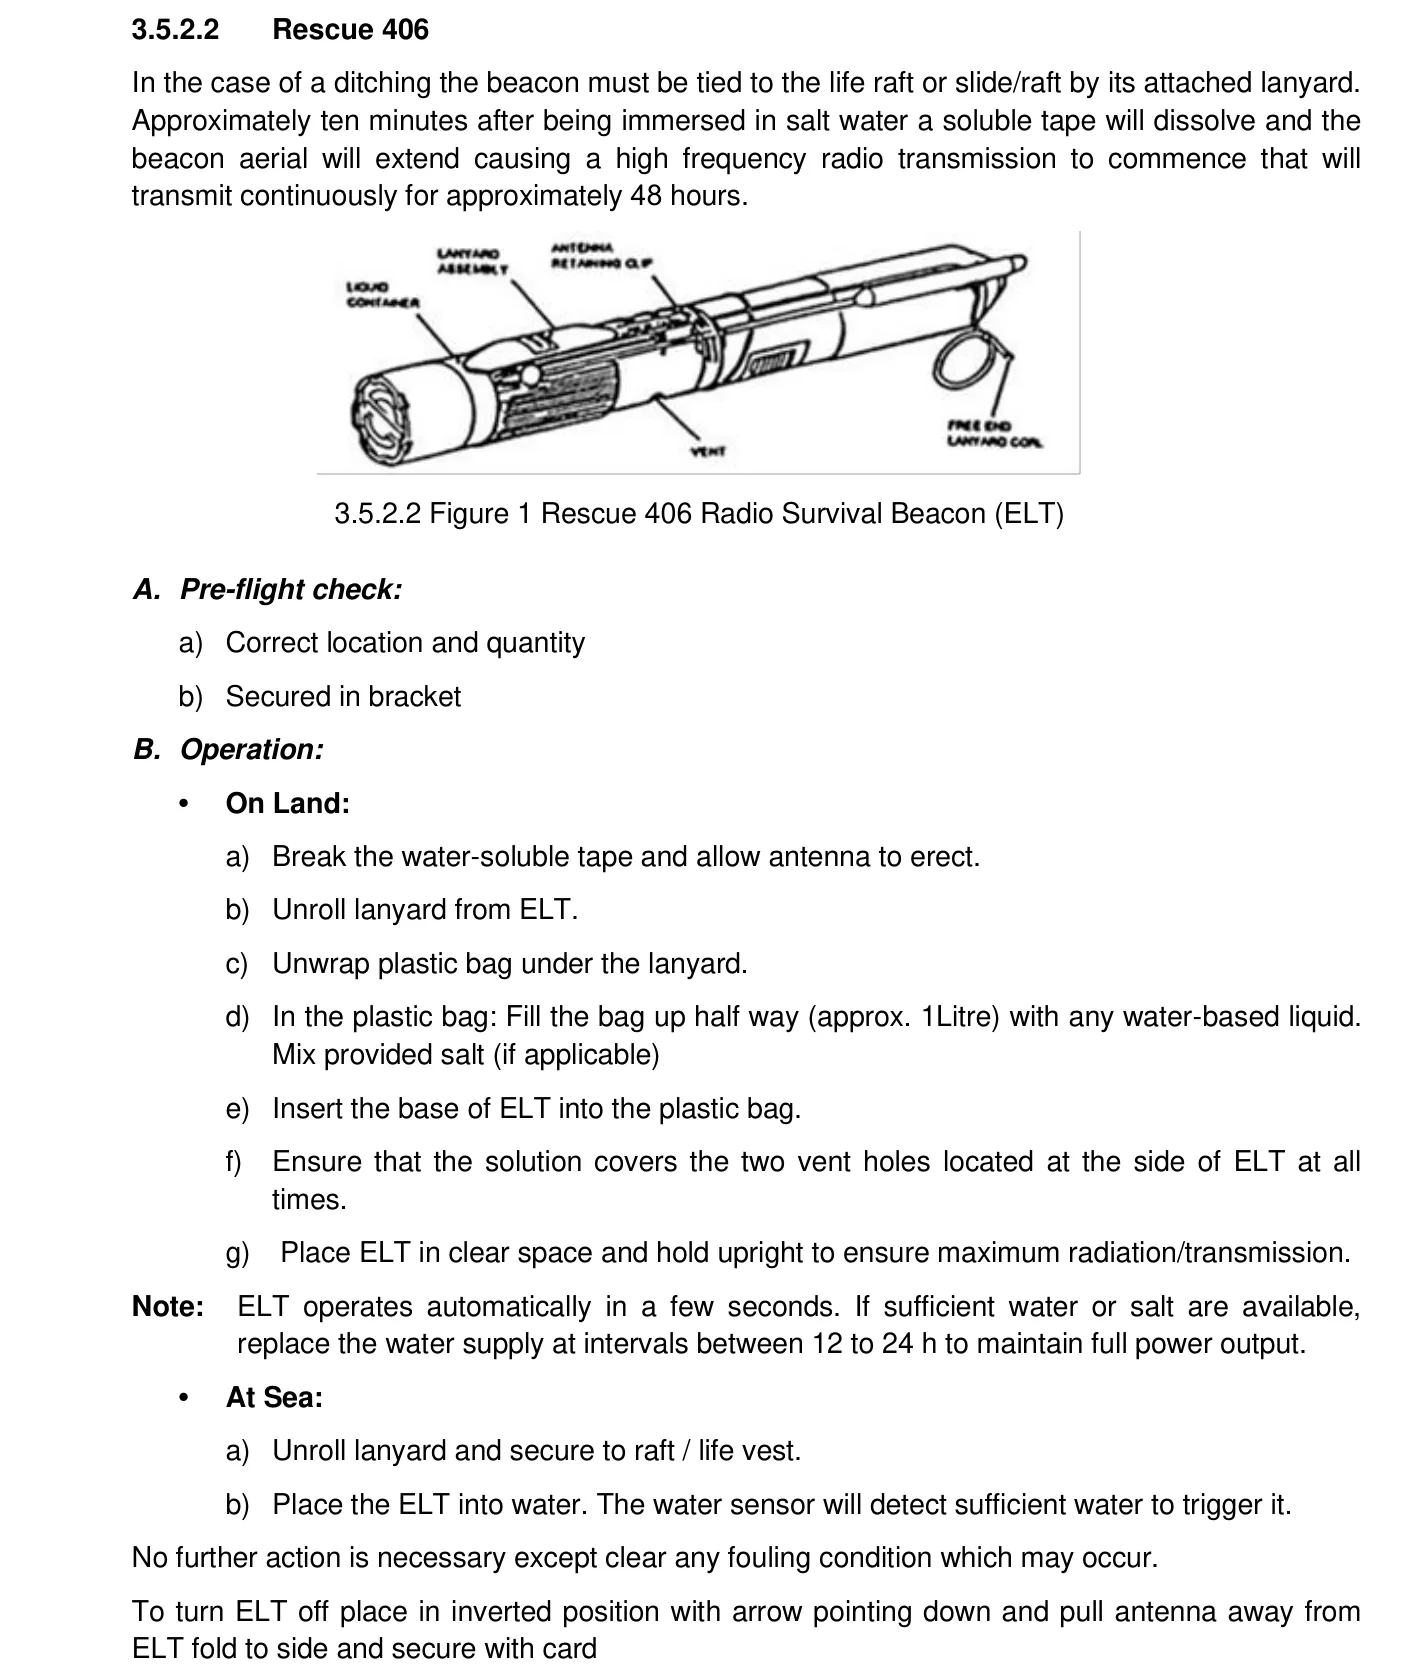 3.5.2.2 Rescue 406
In the case of a ditching the beacon must be tied to the life raft or slide/raft by its attached lanyard.
Approximately ten minutes after being immersed in salt water a soluble tape will dissolve and the
beacon aerial will extend causing a high frequency radio transmission to commence that will
transmit continuously for approximately 48 hours.
LANYARD
ASSEMBLY
ANTENNA
RETAINING CLIP
LIQUID
CONTAINER
VENT
FREE END
LANYARD COIL
3.5.2.2 Figure 1 Rescue 406 Radio Survival Beacon (ELT)
A. Pre-flight check:
a) Correct location and quantity
b) Secured in bracket
B. Operation:
• On Land:
a) Break the water-soluble tape and allow antenna to erect.
b) Unroll lanyard from ELT.
c) Unwrap plastic bag under the lanyard.
d) In the plastic bag: Fill the bag up half way (approx. 1Litre) with any water-based liquid.
Mix provided salt (if applicable)
e) Insert the base of ELT into the plastic bag.
f) Ensure that the solution covers the two vent holes located at the side of ELT at all
times.
g) Place ELT in clear space and hold upright to ensure maximum radiation/transmission.
Note: ELT operates automatically in a few seconds. If sufficient water or salt are available,
replace the water supply at intervals between 12 to 24 h to maintain full power output.
• At Sea:
a) Unroll lanyard and secure to raft / life vest.
b) Place the ELT into water. The water sensor will detect sufficient water to trigger it.
No further action is necessary except clear any fouling condition which may occur.
To turn ELT off place in inverted position with arrow pointing down and pull antenna away from
ELT fold to side and secure with card